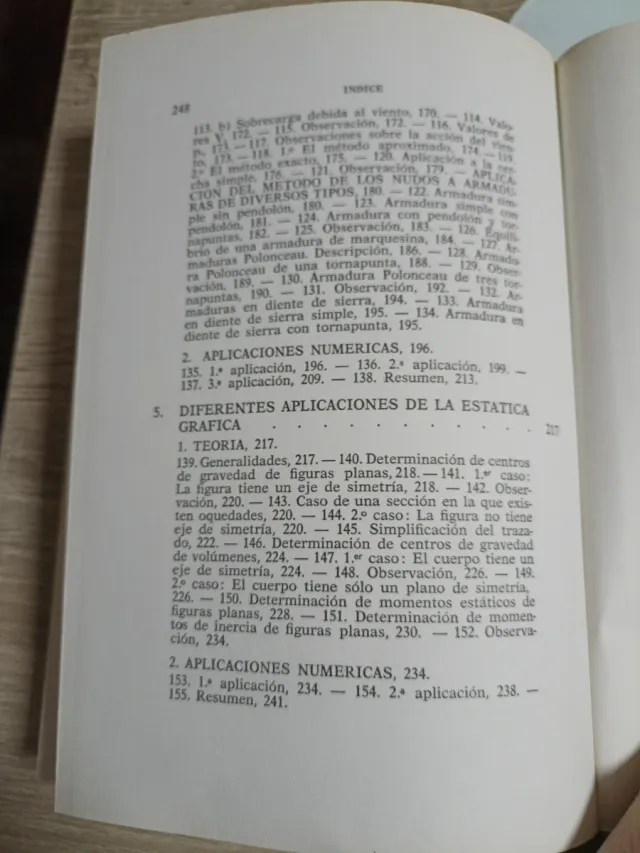 248
INDICE
113. b) Sobrecarga debida al viento, 170. — 114. Valo-
res V, 172. — 115. Observación, 172. — 116. Valores de
p, 173. — 117. Observaciones sobre la acción del vien-
to, 173. — 118. 1.º El método aproximado, 174. — 119.
2.º El método exacto, 175. — 120. Aplicación a la
cha simple, 176. — 121. Observación, 179. — APLICA-
CION DEL METODO DE LOS NUDOS A ARMADU-
RAS DE DIVERSOS TIPOS, 180. — 122. Armadura sim-
ple sin pendolón, 180. — 123. Armadura simple con
pendolón, 181. — 124. Armadura con pendolón y tor-
napuntas, 182. — 125. Observación, 183. — 126. Equili-
brio de una armadura de marquesina, 184. — 127. Ar-
maduras Polonceau. Descripción, 186. — 128. Armadu-
ra Polonceau de una tornapunta, 188. — 129. Obser-
vación, 189. — 130. Armadura Polonceau de tres tor-
napuntas, 190. — 131. Observación, 192. — 132. Ar-
maduras en diente de sierra, 194. — 133. Armadura
en diente de sierra simple, 195. — 134. Armadura en
diente de sierra con tornapunta, 195.
2. APLICACIONES NUMERICAS, 196.
135. 1.ª aplicación, 196. — 136. 2.ª aplicación, 199. —
137. 3.ª aplicación, 209. — 138. Resumen, 213.
5. DIFERENTES APLICACIONES DE LA ESTATICA
GRAFICA . . . . . . . . . . . 217
1. TEORIA, 217.
139. Generalidades, 217. — 140. Determinación de centros
de gravedad de figuras planas, 218. — 141. 1.er caso:
La figura tiene un eje de simetría, 218. — 142. Obser-
vación, 220. — 143. Caso de una sección en la que exis-
ten oquedades, 220. — 144. 2.º caso: La figura no tiene
eje de simetría, 220. — 145. Simplificación del traza-
do, 222. — 146. Determinación de centros de gravedad
de volúmenes, 224. — 147. 1.er caso: El cuerpo tiene un
eje de simetría, 224. — 148. Observación, 226. — 149.
2.º caso: El cuerpo tiene sólo un plano de simetría,
226. — 150. Determinación de momentos estáticos de
figuras planas, 228. — 151. Determinación de momen-
tos de inercia de figuras planas, 230. — 152. Observa-
ción, 234.
2. APLICACIONES NUMERICAS, 234.
153. 1.ª aplicación, 234. — 154. 2.ª aplicación, 238. —
155. Resumen, 241.